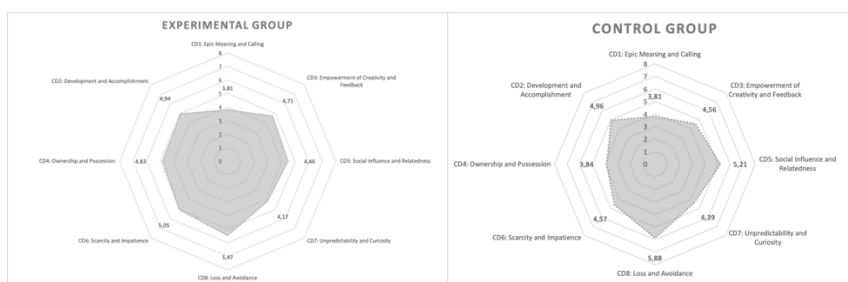 EXPERIMENTAL GROUP
CD1: Epic Meaning and Calling
8
7
6
5
4
3
2
1
0
3,81
CD3: Empowerment of Creativity and
Feedback
4,71
CD5: Social Influence and Relatedness
4,46
CD7: Unpredictability and Curiosity
4,17
CD8: Loss and Avoidance
CD6: Scarcity and Impatience
5,05
CD4: Ownership and Possession
4,83
CD2: Development and Accomplishment
4,94
CONTROL GROUP
CD1: Epic Meaning and Calling
8
7
6
5
4
3
2
1
0
3,81
CD3: Empowerment of
Creativity and Feedback
4,56
CD5: Social Influence and
Relatedness
5,21
CD7: Unpredictability and
Curiosity
4,39
CD8: Loss and Avoidance
5,88
CD6: Scarcity and Impatience
4,57
CD4: Ownership and Possession
3,84
CD2: Development and
Accomplishment
4,96